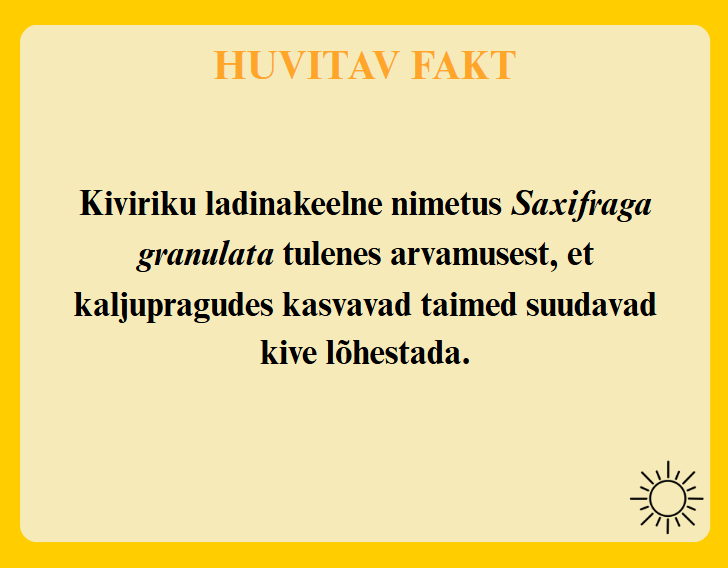 HUVITAV FAKT
Kiviriku ladinakeelne nimetus Saxifraga
granulata tulenes arvamusest, et
kaljupragudes kasvavad taimed suudavad
kive lõhestada.